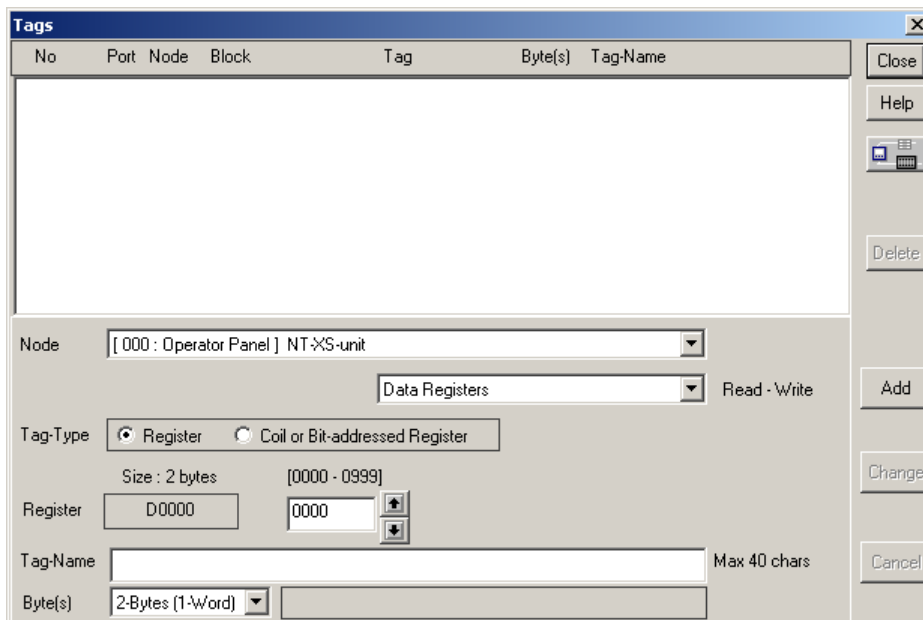 Tags
No Port Node Block Tag Byte(s) Tag-Name
Close
Help
Delete
Node [ 000 : Operator Panel ] NT-XS-unit
Data Registers Read - Write
Add
Tag-Type Register Coil or Bit-addressed Register
Size : 2 bytes [0000 - 0999]
Change
Register D0000 0000
Tag-Name Max 40 chars
Cancel
Byte(s) 2-Bytes (1-Word)